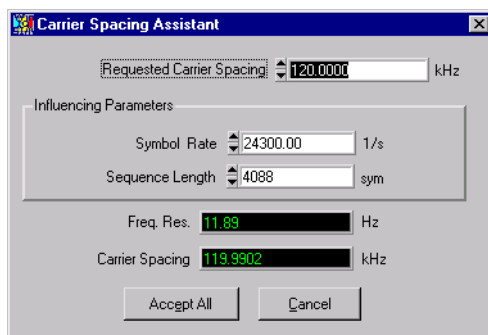 Carrier Spacing Assistant
Requested Carrier Spacing 120.0000 kHz
Influencing Parameters
Symbol Rate 24300.00 1/s
Sequence Length 4088 sym
Freq. Res. 11.89 Hz
Carrier Spacing 119.9902 kHz
Accept All Cancel